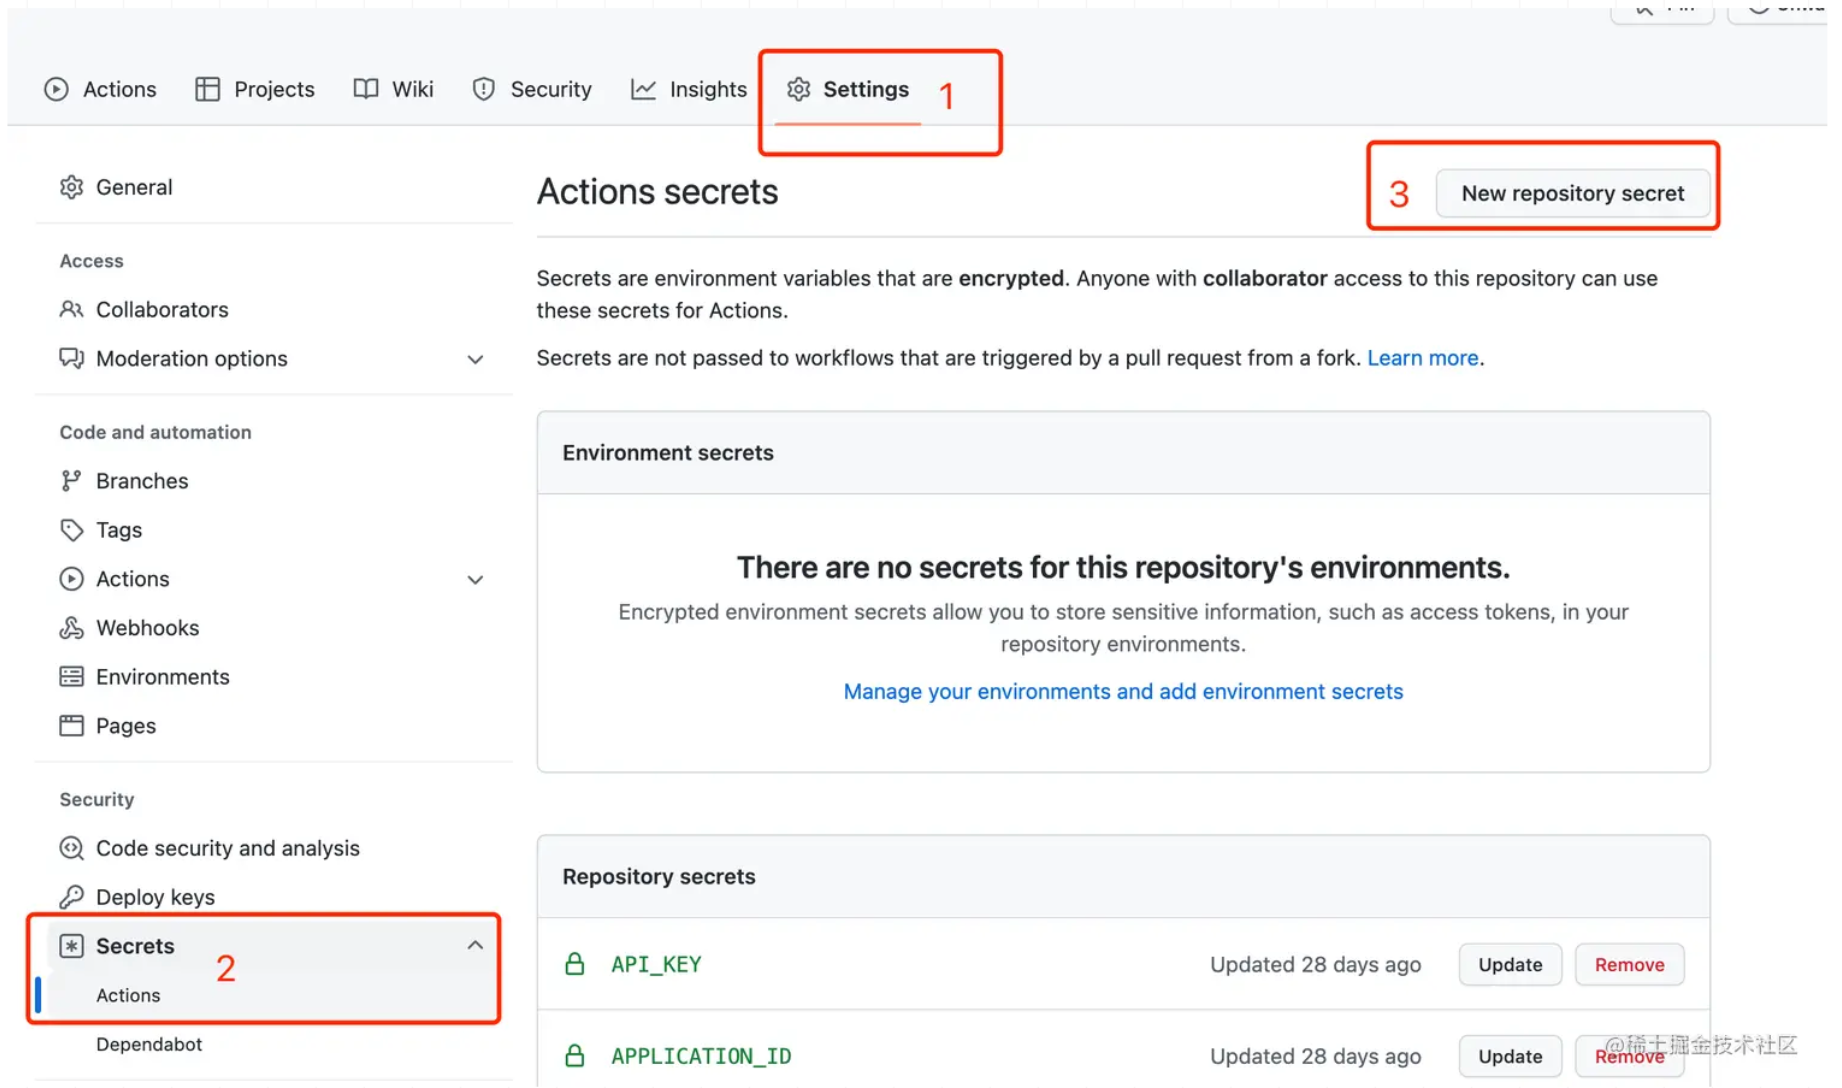 Actions Projects Wiki Security Insights Settings 1
General
Access
Collaborators
Moderation options
Code and automation
Branches
Tags
Actions
Webhooks
Environments
Pages
Security
Code security and analysis
Deploy keys
Secrets
2
Actions
Dependabot
Actions secrets
3 New repository secret
Secrets are environment variables that are encrypted. Anyone with collaborator access to this repository can use
these secrets for Actions.
Secrets are not passed to workflows that are triggered by a pull request from a fork. Learn more.
Environment secrets
There are no secrets for this repository's environments.
Encrypted environment secrets allow you to store sensitive information, such as access tokens, in your
repository environments.
Manage your environments and add environment secrets
Repository secrets
API_KEY Updated 28 days ago Update Remove
APPLICATION_ID Updated 28 days ago Update Remove
@稀土掘金技术社区